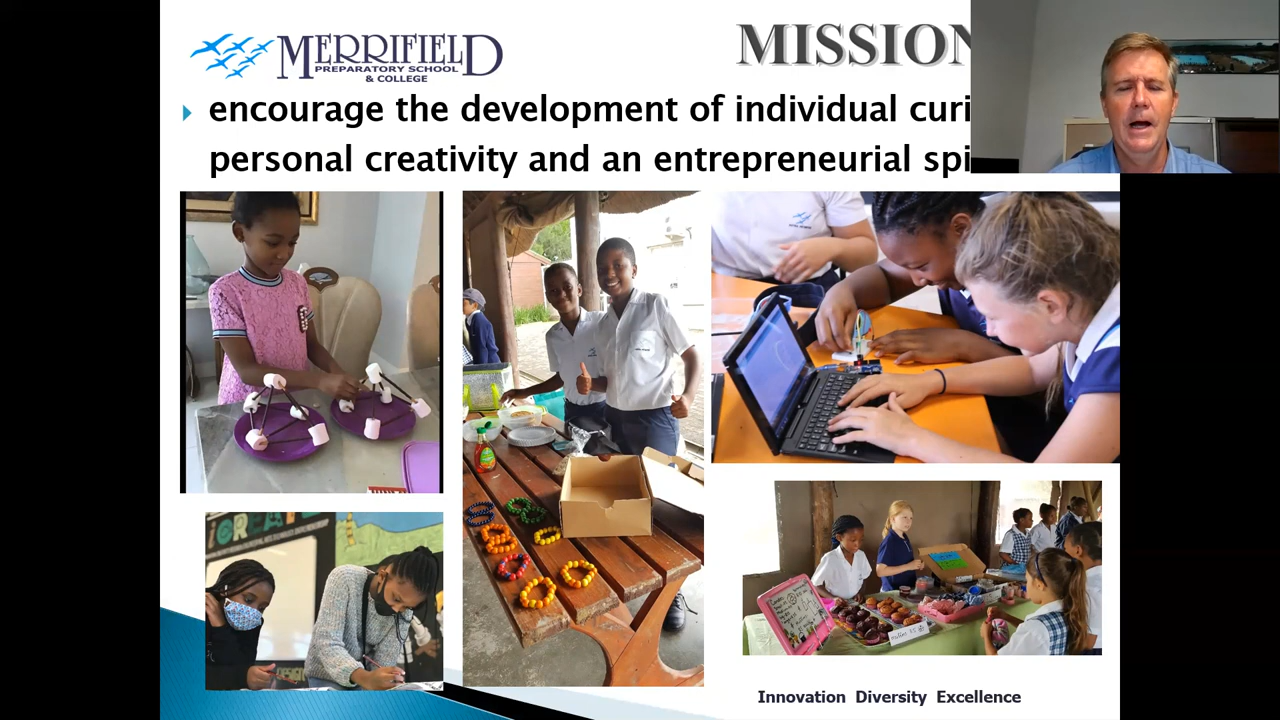 MERRIFIELD
PREPARATORY SCHOOL
& COLLEGE
MISSION
encourage the development of individual curi
personal creativity and an entrepreneurial spi
CREATE
Innovation Diversity Excellence